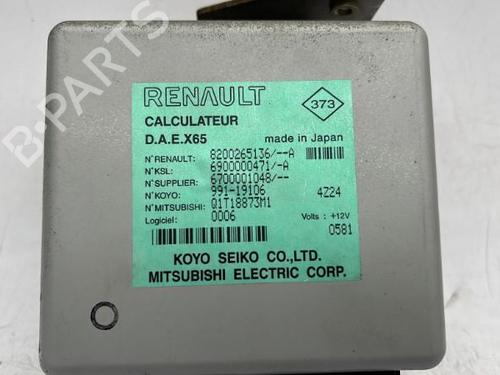 RENAULT
373
CALCULATEUR
D.A.E.X65 made in Japan
N°RENAULT: 8200265136/--A
N°KSL: 6900000471/-A
N°SUPPLIER: 6700001048/--
N°KOYO: 991-19106 4Z24
N°MITSUBISHI: Q1T18873M1
Logiciel: 0006 Volts : +12V
0581
KOYO SEIKO CO.,LTD.
MITSUBISHI ELECTRIC CORP.
B-PARTS